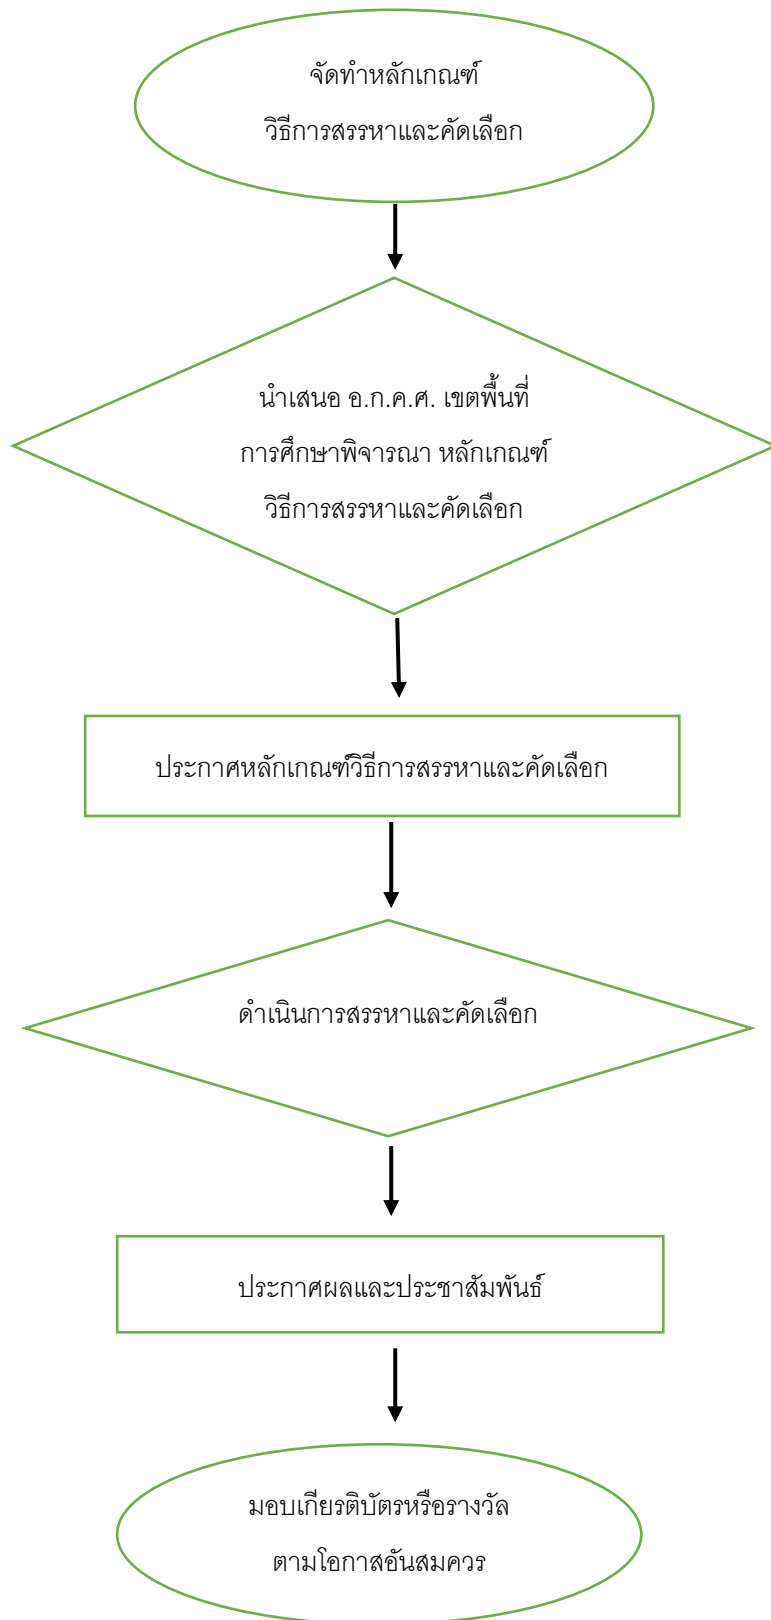 จัดทำหลักเกณฑ์
วิธีการสรรหาและคัดเลือก
นำเสนอ อ.ก.ค.ศ. เขตพื้นที่
การศึกษาพิจารณา หลักเกณฑ์
วิธีการสรรหาและคัดเลือก
ประกาศหลักเกณฑ์วิธีการสรรหาและคัดเลือก
ดำเนินการสรรหาและคัดเลือก
ประกาศผลและประชาสัมพันธ์
มอบเกียรติบัตรหรือรางวัล
ตามโอกาสอันสมควร